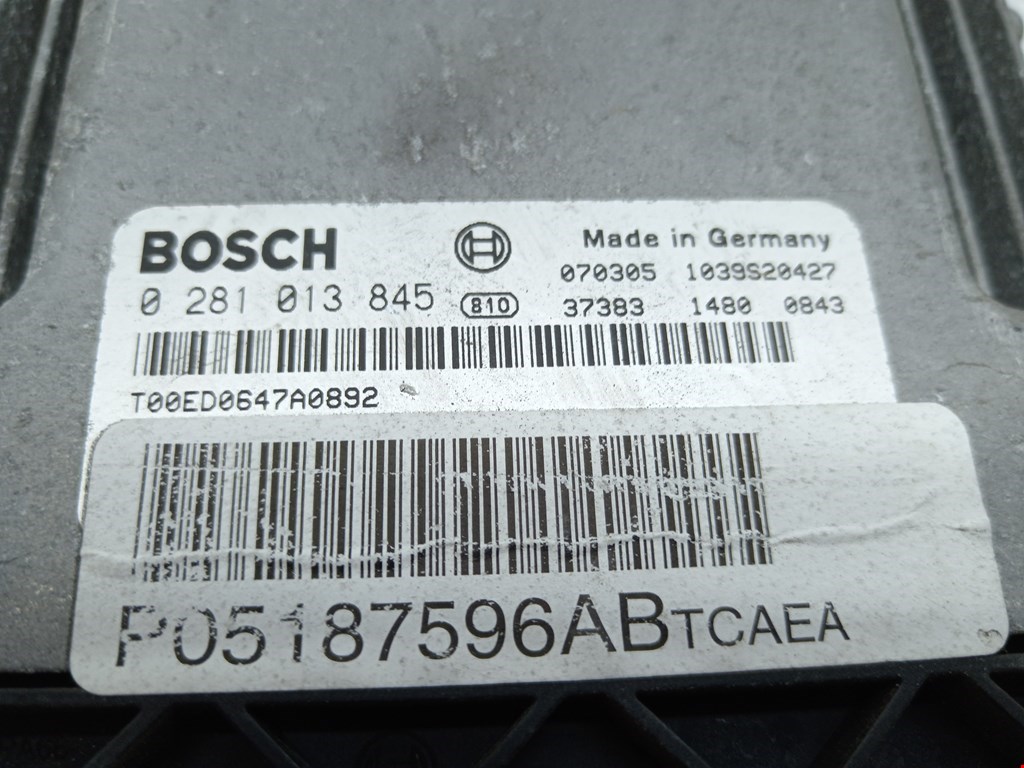 BOSCH
Made in Germany
070305 1039S20427
0 281 013 845 810 37383 1480 0843
T00ED0647A0892
P05187596ABTCAEA